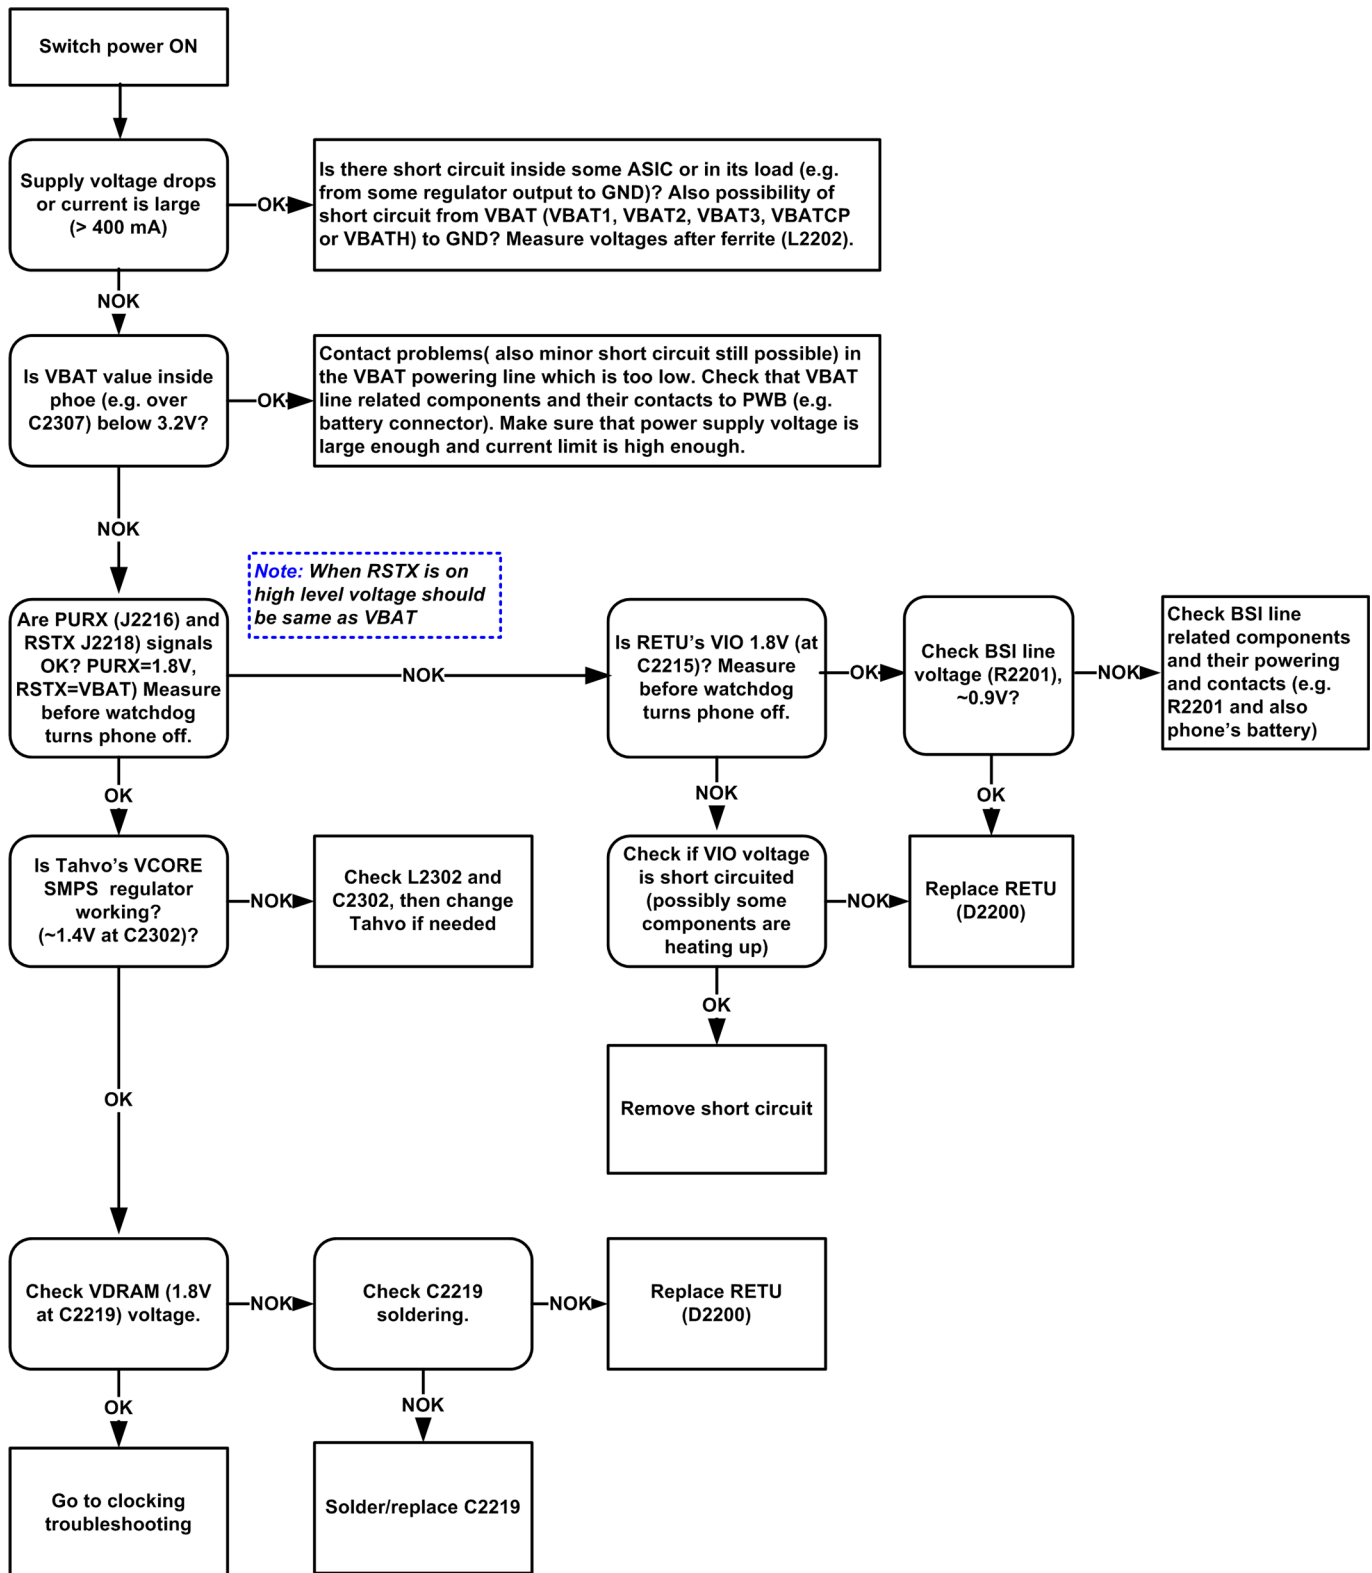 Switch power ON
Supply voltage drops
or current is large
(> 400 mA)
OK
Is there short circuit inside some ASIC or in its load (e.g.
from some regulator output to GND)? Also possibility of
short circuit from VBAT (VBAT1, VBAT2, VBAT3, VBATCP
or VBATH) to GND? Measure voltages after ferrite (L2202).
NOK
Is VBAT value inside
phoe (e.g. over
C2307) below 3.2V?
OK
Contact problems( also minor short circuit still possible) in
the VBAT powering line which is too low. Check that VBAT
line related components and their contacts to PWB (e.g.
battery connector). Make sure that power supply voltage is
large enough and current limit is high enough.
NOK
Note: When RSTX is on
high level voltage should
be same as VBAT
Are PURX (J2216) and
RSTX J2218) signals
OK? PURX=1.8V,
RSTX=VBAT) Measure
before watchdog
turns phone off.
NOK
Is RETU's VIO 1.8V (at
C2215)? Measure
before watchdog
turns phone off.
OK
Check BSI line
voltage (R2201),
~0.9V?
NOK
Check BSI line
related components
and their powering
and contacts (e.g.
R2201 and also
phone's battery)
OK
NOK
OK
Is Tahvo's VCORE
SMPS regulator
working?
(~1.4V at C2302)?
NOK
Check L2302 and
C2302, then change
Tahvo if needed
Check if VIO voltage
is short circuited
(possibly some
components are
heating up)
NOK
Replace RETU
(D2200)
OK
OK
Remove short circuit
Check VDRAM (1.8V
at C2219) voltage.
NOK
Check C2219
soldering.
NOK
Replace RETU
(D2200)
OK
NOK
Go to clocking
troubleshooting
Solder/replace C2219